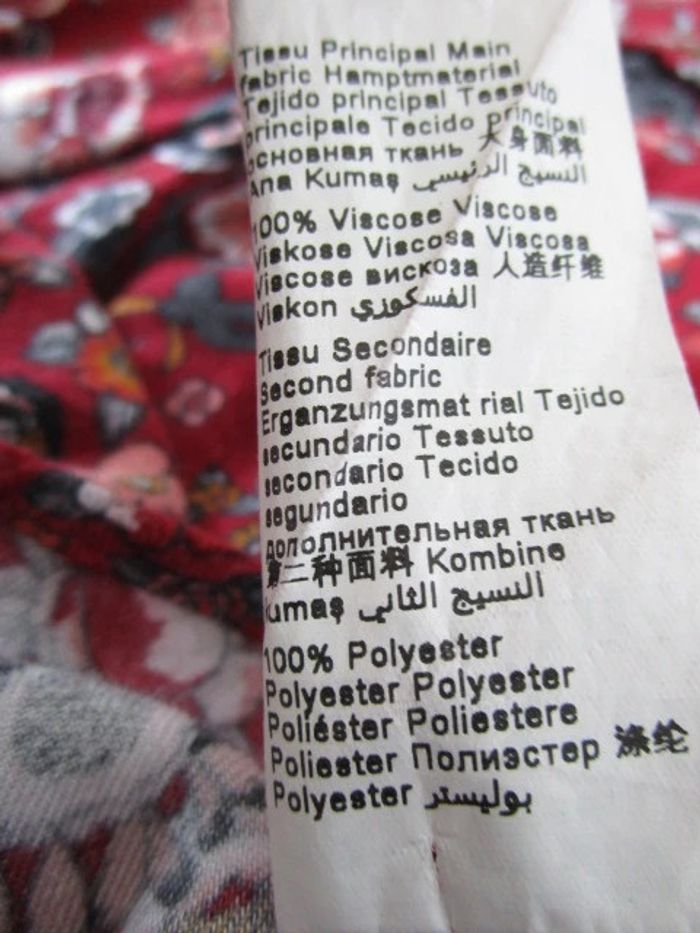 Tissu Principal Main
fabric Hamptmaterial
Tejido principal Tessuto
principale Tecido principal
основная ткань 大身面料
Ana Kumaş النسيج الرئيسي
100% Viscose Viscose
Viskose Viscosa Viscosa
Viscose вискоза 人造纤维
Viskon الفسكوزي
Tissu Secondaire
Second fabric
Erganzungsmat rial Tejido
secundario Tessuto
secondario Tecido
segundario
дополнительная ткань
第二种面料 Kombine
kumaş النسيج الثاني
100% Polyester
Polyester Polyester
Poliéster Poliestere
Poliester Полиэстер 涤纶
Polyester بوليستر